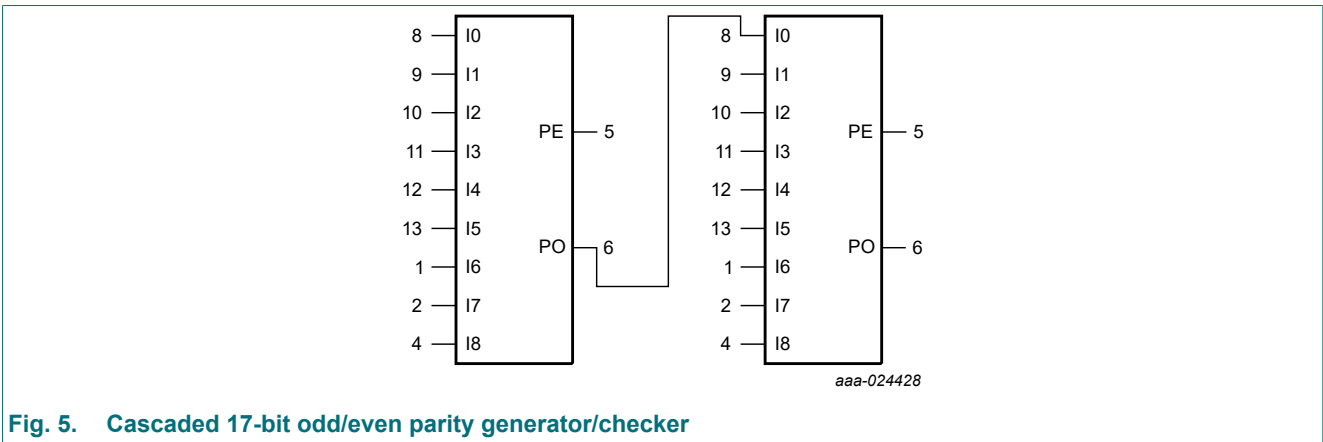 8 I0 8 I0
9 I1 9 I1
10 I2 10 I2
PE 5 PE 5
11 I3 11 I3
12 I4 12 I4
13 I5 13 I5
PO 6 PO 6
1 I6 1 I6
2 I7 2 I7
4 I8 4 I8
aaa-024428
Fig. 5. Cascaded 17-bit odd/even parity generator/checker